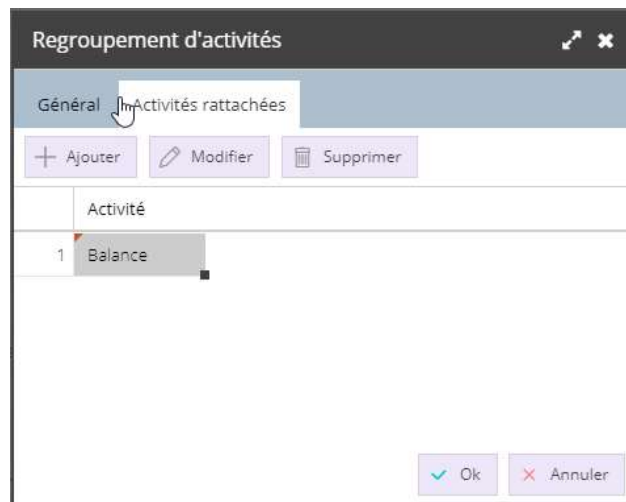 Regroupement d'activités
Général Activités rattachées
Ajouter Modifier Supprimer
Activité
1 Balance
Ok Annuler